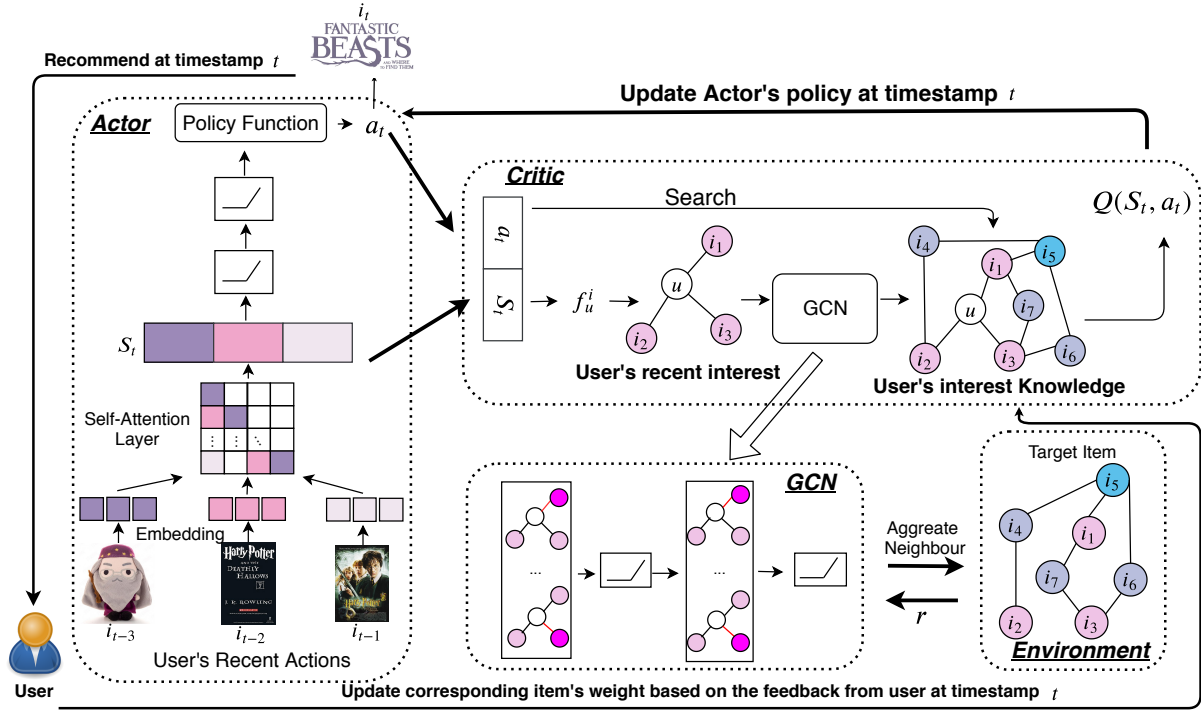 i_t
FANTASTIC
BEASTS
AND WHERE
TO FIND THEM
Recommend at timestamp t
Update Actor's policy at timestamp t
Actor
Policy Function
a_t
Critic
Search
Q(S_t, a_t)
a_t
S_t
f_u^i
i_1
u
i_2
i_3
User's recent interest
GCN
i_4
i_5
i_1
u
i_7
i_2
i_3
i_6
User's interest Knowledge
S_t
Self-Attention
Layer
Embedding
Harry Potter
AND THE
DEATHLY
HALLOWS
J. K. ROWLING
i_{t−3}
i_{t−2}
i_{t−1}
User's Recent Actions
GCN
...
...
...
...
Aggreate
Neighbour
r
Target Item
i_5
i_4
i_1
i_7
i_6
i_2
i_3
Environment
User
Update corresponding item's weight based on the feedback from user at timestamp t